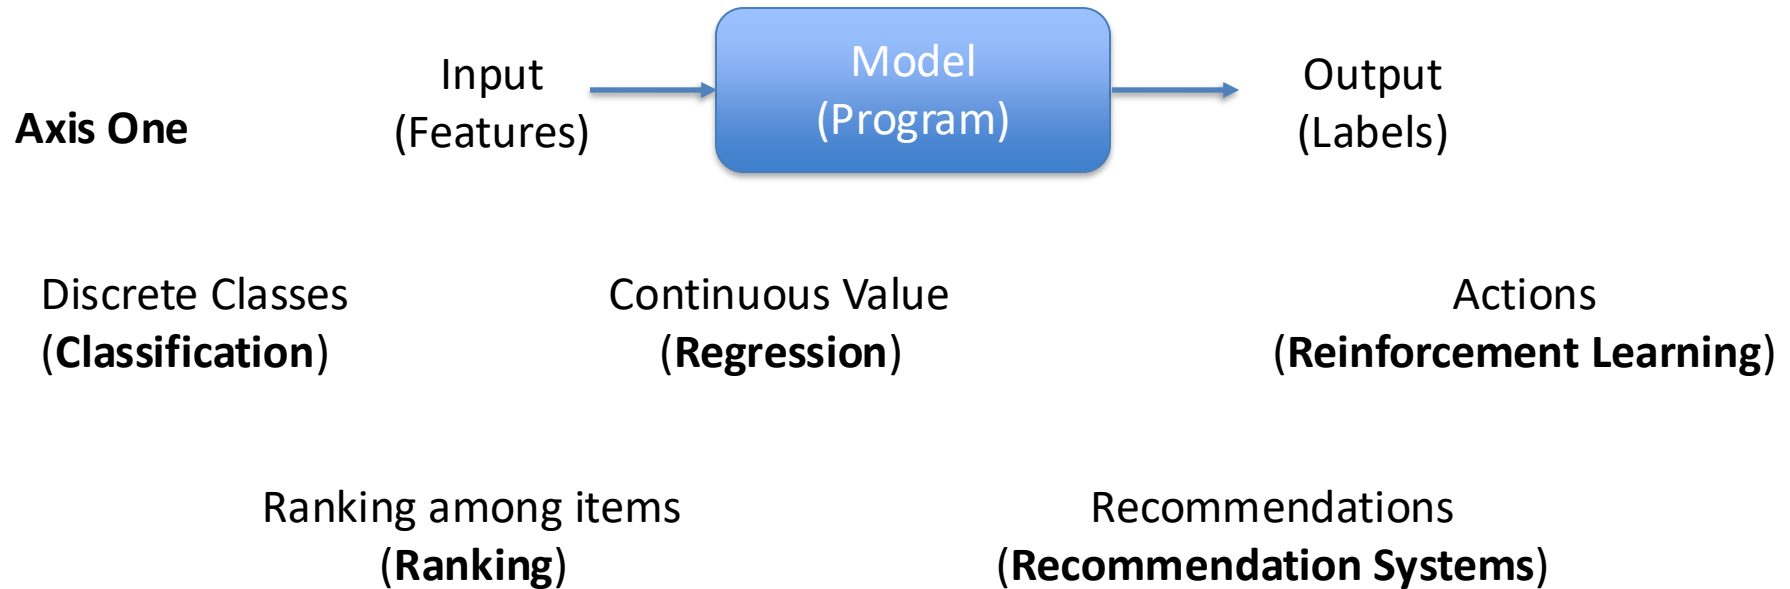 Axis One
Input
(Features)
Model
(Program)
Output
(Labels)
Discrete Classes
(Classification)
Continuous Value
(Regression)
Actions
(Reinforcement Learning)
Ranking among items
(Ranking)
Recommendations
(Recommendation Systems)